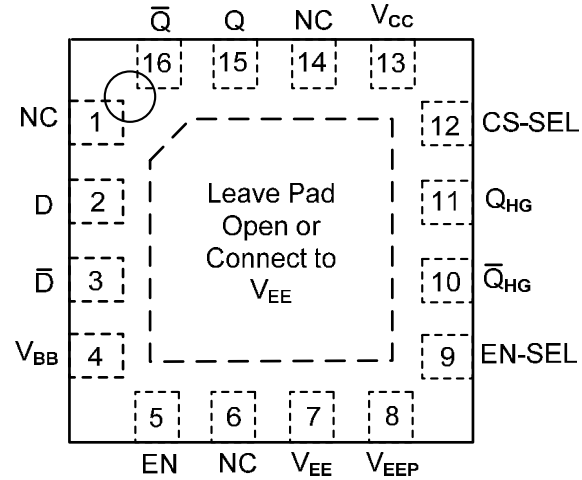 Q̅ Q NC VCC
16 15 14 13
NC 1 12 CS-SEL
D 2 11 QHG
D̅ 3 10 Q̅HG
VBB 4 9 EN-SEL
Leave Pad
Open or
Connect to
VEE
5 6 7 8
EN NC VEE VEEP